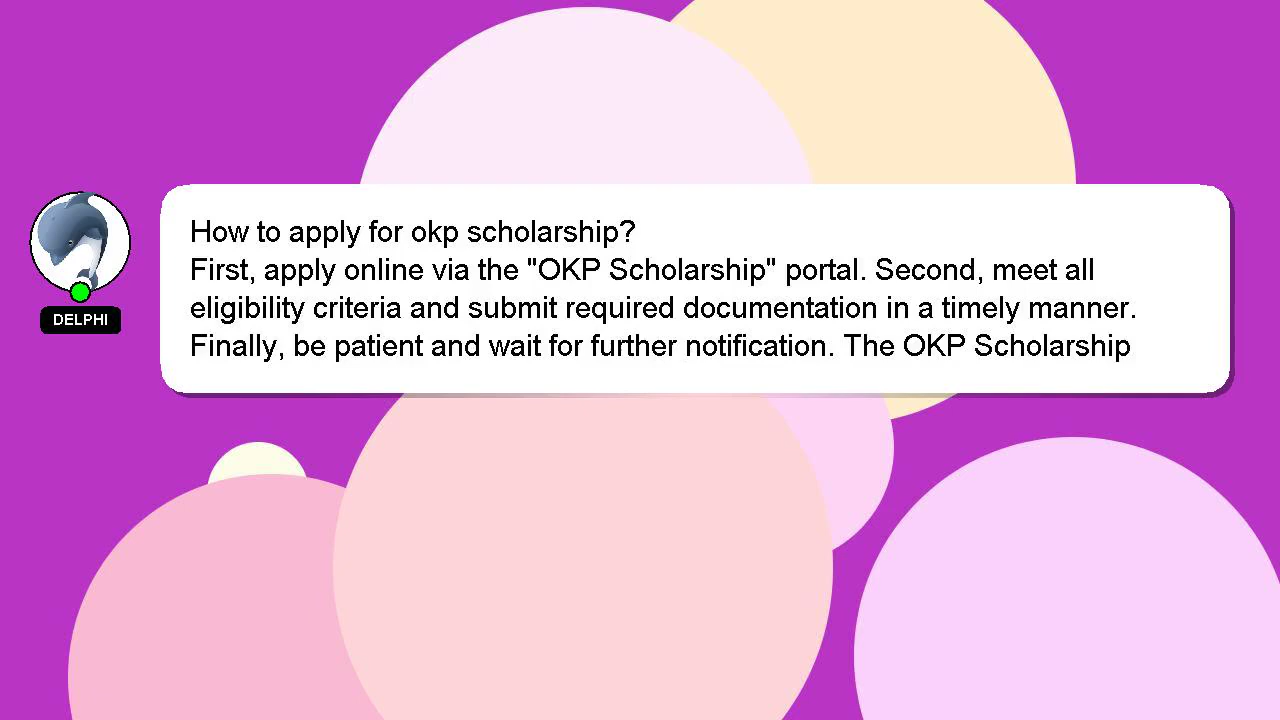 How to apply for okp scholarship?
First, apply online via the "OKP Scholarship" portal. Second, meet all
eligibility criteria and submit required documentation in a timely manner.
Finally, be patient and wait for further notification. The OKP Scholarship
DELPHI